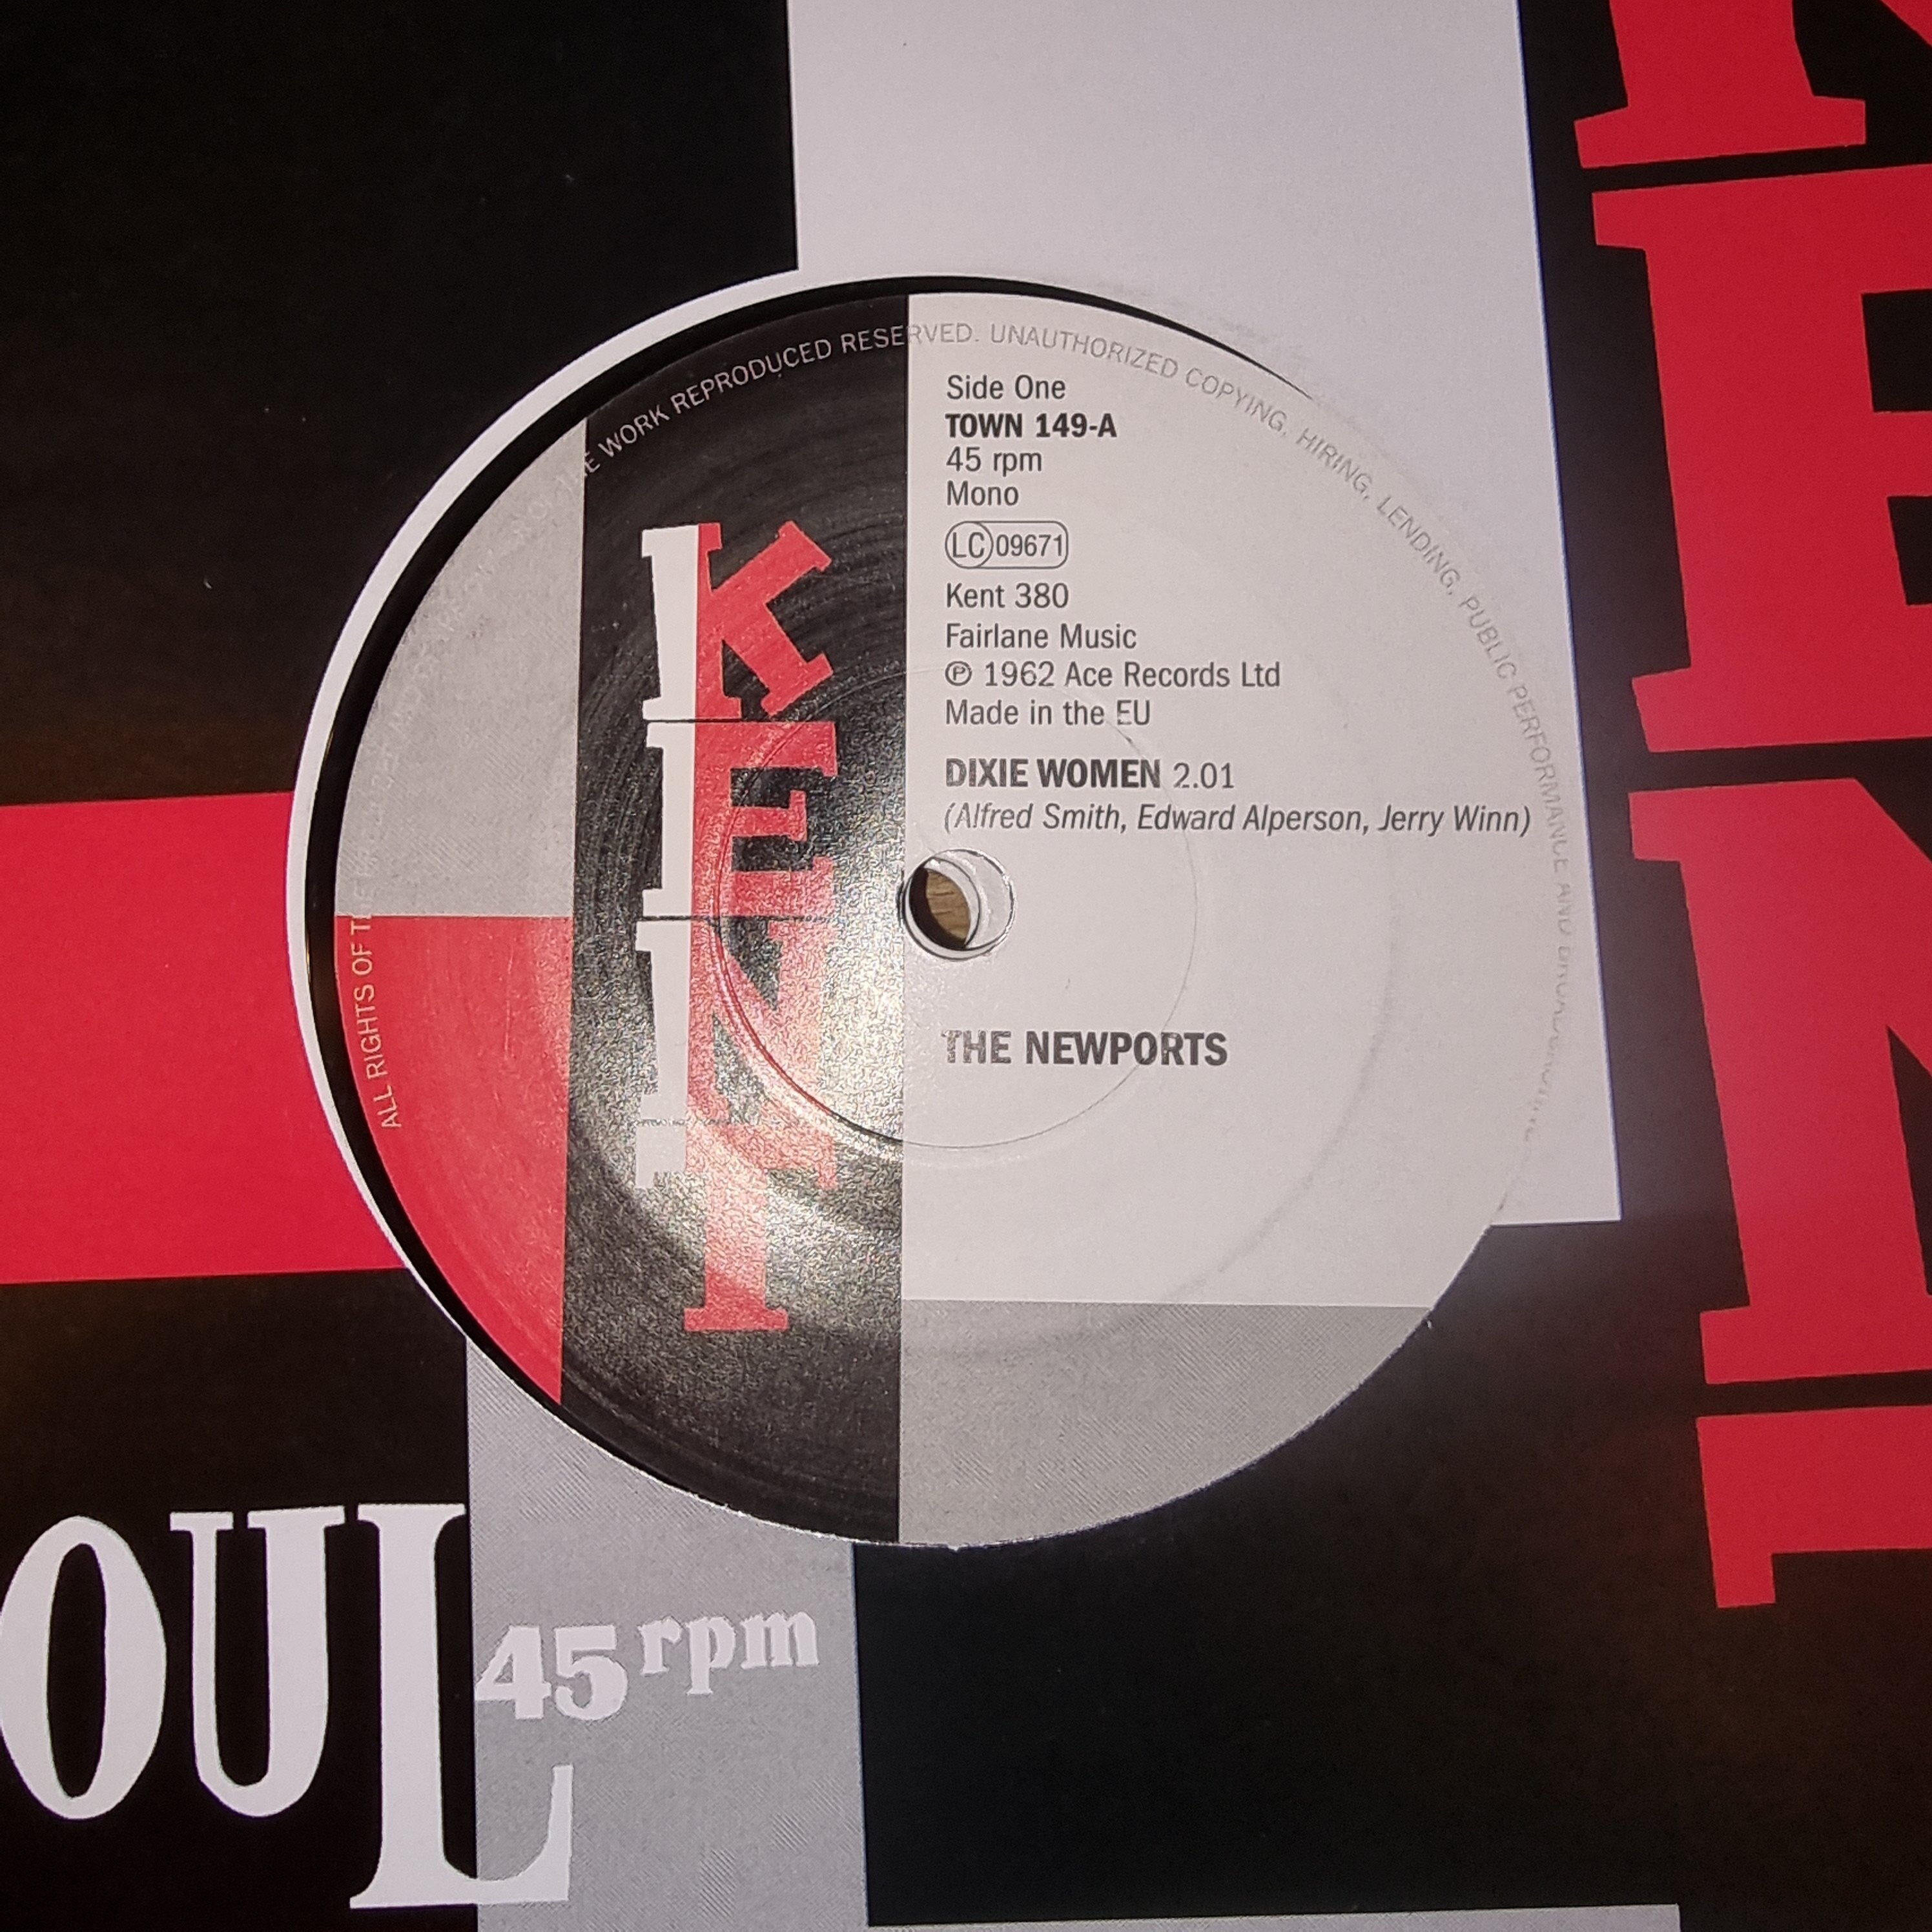 ALL RIGHTS OF THE
WORK REPRODUCED RESERVED. UNAUTHORIZED COPYING, HIRING, LENDING, PUBLIC PERFORMANCE AND
Side One
TOWN 149-A
45 rpm
Mono
LC 09671
Kent 380
Fairlane Music
℗ 1962 Ace Records Ltd
Made in the EU
DIXIE WOMEN 2.01
(Alfred Smith, Edward Alperson, Jerry Winn)
THE NEWPORTS
KENT
KENT
OUL
45 rpm